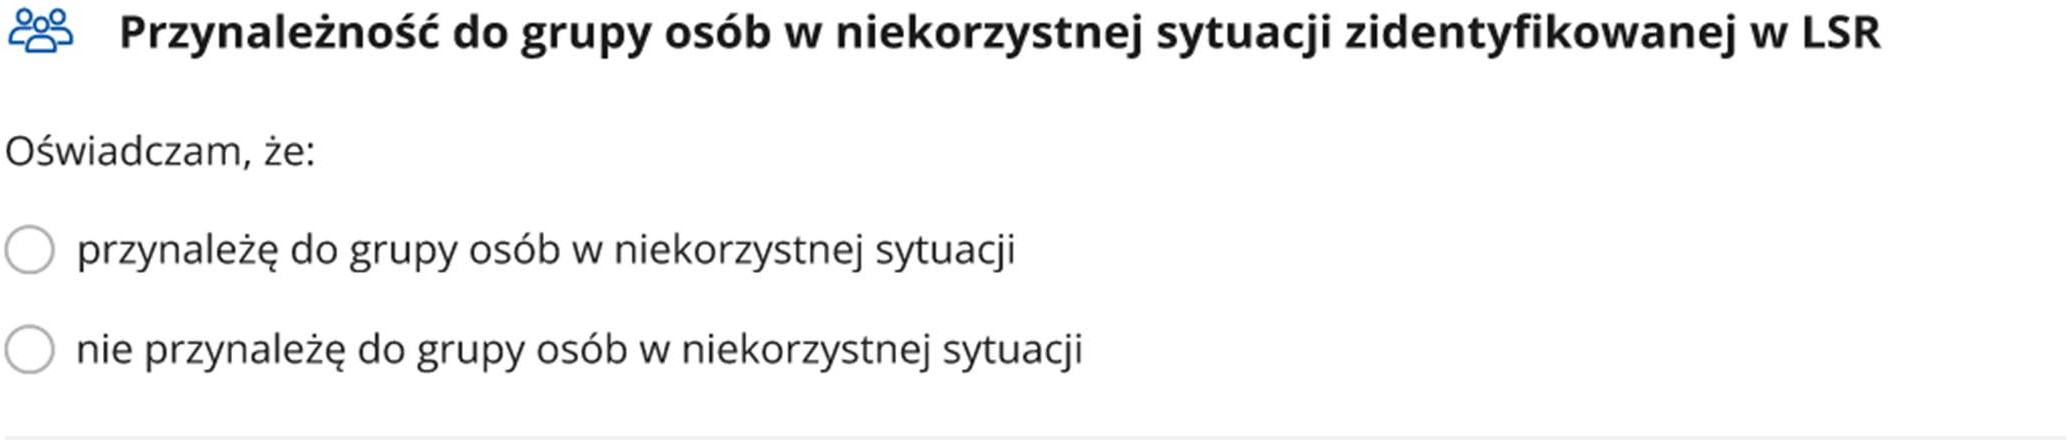 Przynależność do grupy osób w niekorzystnej sytuacji zidentyfikowanej w LSR
Oświadczam, że:
przynależę do grupy osób w niekorzystnej sytuacji
nie przynależę do grupy osób w niekorzystnej sytuacji